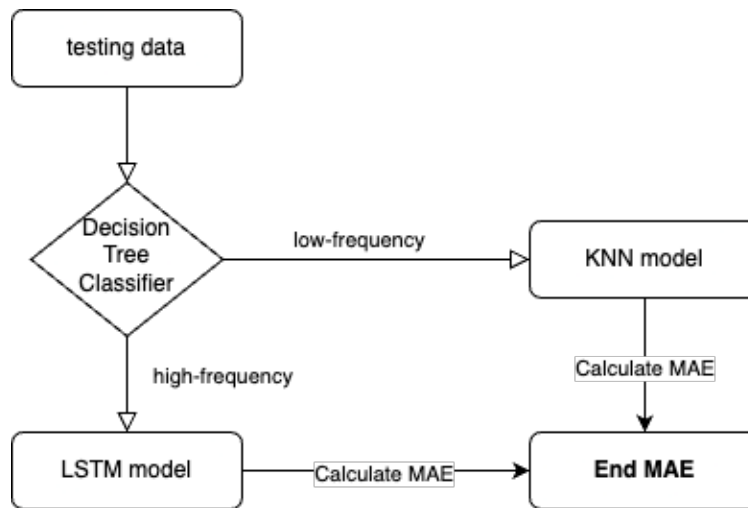 testing data
Decision
Tree
Classifier
low-frequency
KNN model
high-frequency
Calculate MAE
LSTM model
Calculate MAE
End MAE